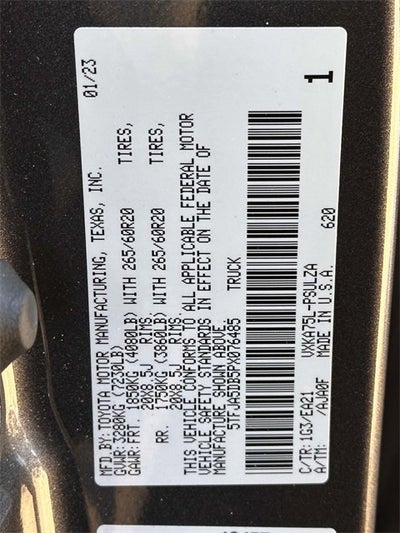 MFD.BY:TOYOTA MOTOR MANUFACTURING, TEXAS, INC. 01/23
GVWR: 3280KG (7230LB)
GAWR: FRT. 1850KG (4080LB) WITH 265/60R20 TIRES,
20X8.5J RIMS.
RR. 1750KG (3860LB) WITH 265/60R20 TIRES,
20X8.5J RIMS.
THIS VEHICLE CONFORMS TO ALL APPLICABLE FEDERAL MOTOR
VEHICLE SAFETY STANDARDS IN EFFECT ON THE DATE OF
MANUFACTURE SHOWN ABOVE.
5TFJA5DB5PX076485 TRUCK
C/TR:1G3/EA21 VXKA75L-PSULZA
A/TM: /AJA0F MADE IN U.S.A. 620
1